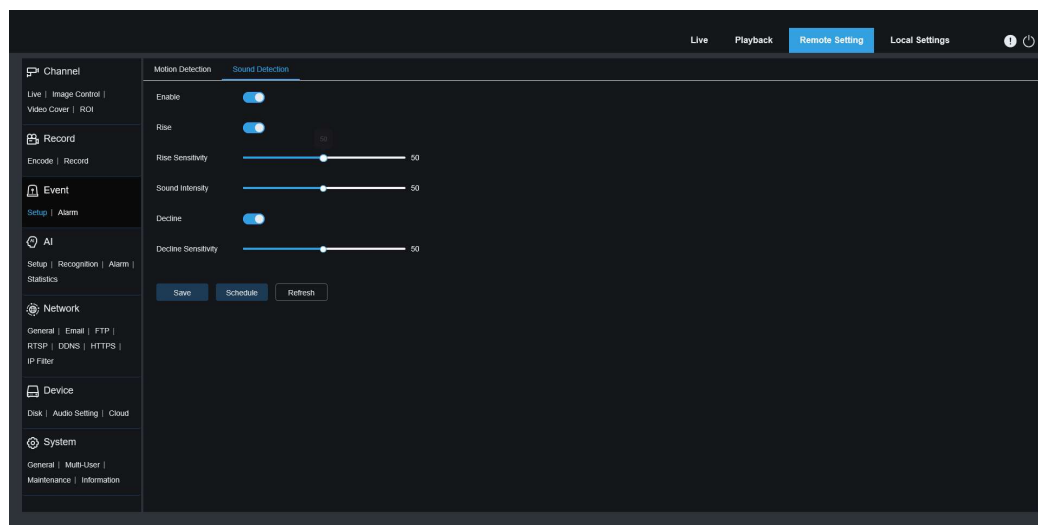 Live Playback Remote Setting Local Settings
Channel
Live | Image Control |
Video Cover | ROI
Record
Encode | Record
Event
Setup | Alarm
AI
Setup | Recognition | Alarm |
Statistics
Network
General | Email | FTP |
RTSP | DDNS | HTTPS |
IP Filter
Device
Disk | Audio Setting | Cloud
System
General | Multi-User |
Maintenance | Information
Motion Detection Sound Detection
Enable
Rise
50
Rise Sensitivity 50
Sound Intensity 50
Decline
Decline Sensitivity 50
Save Schedule Refresh